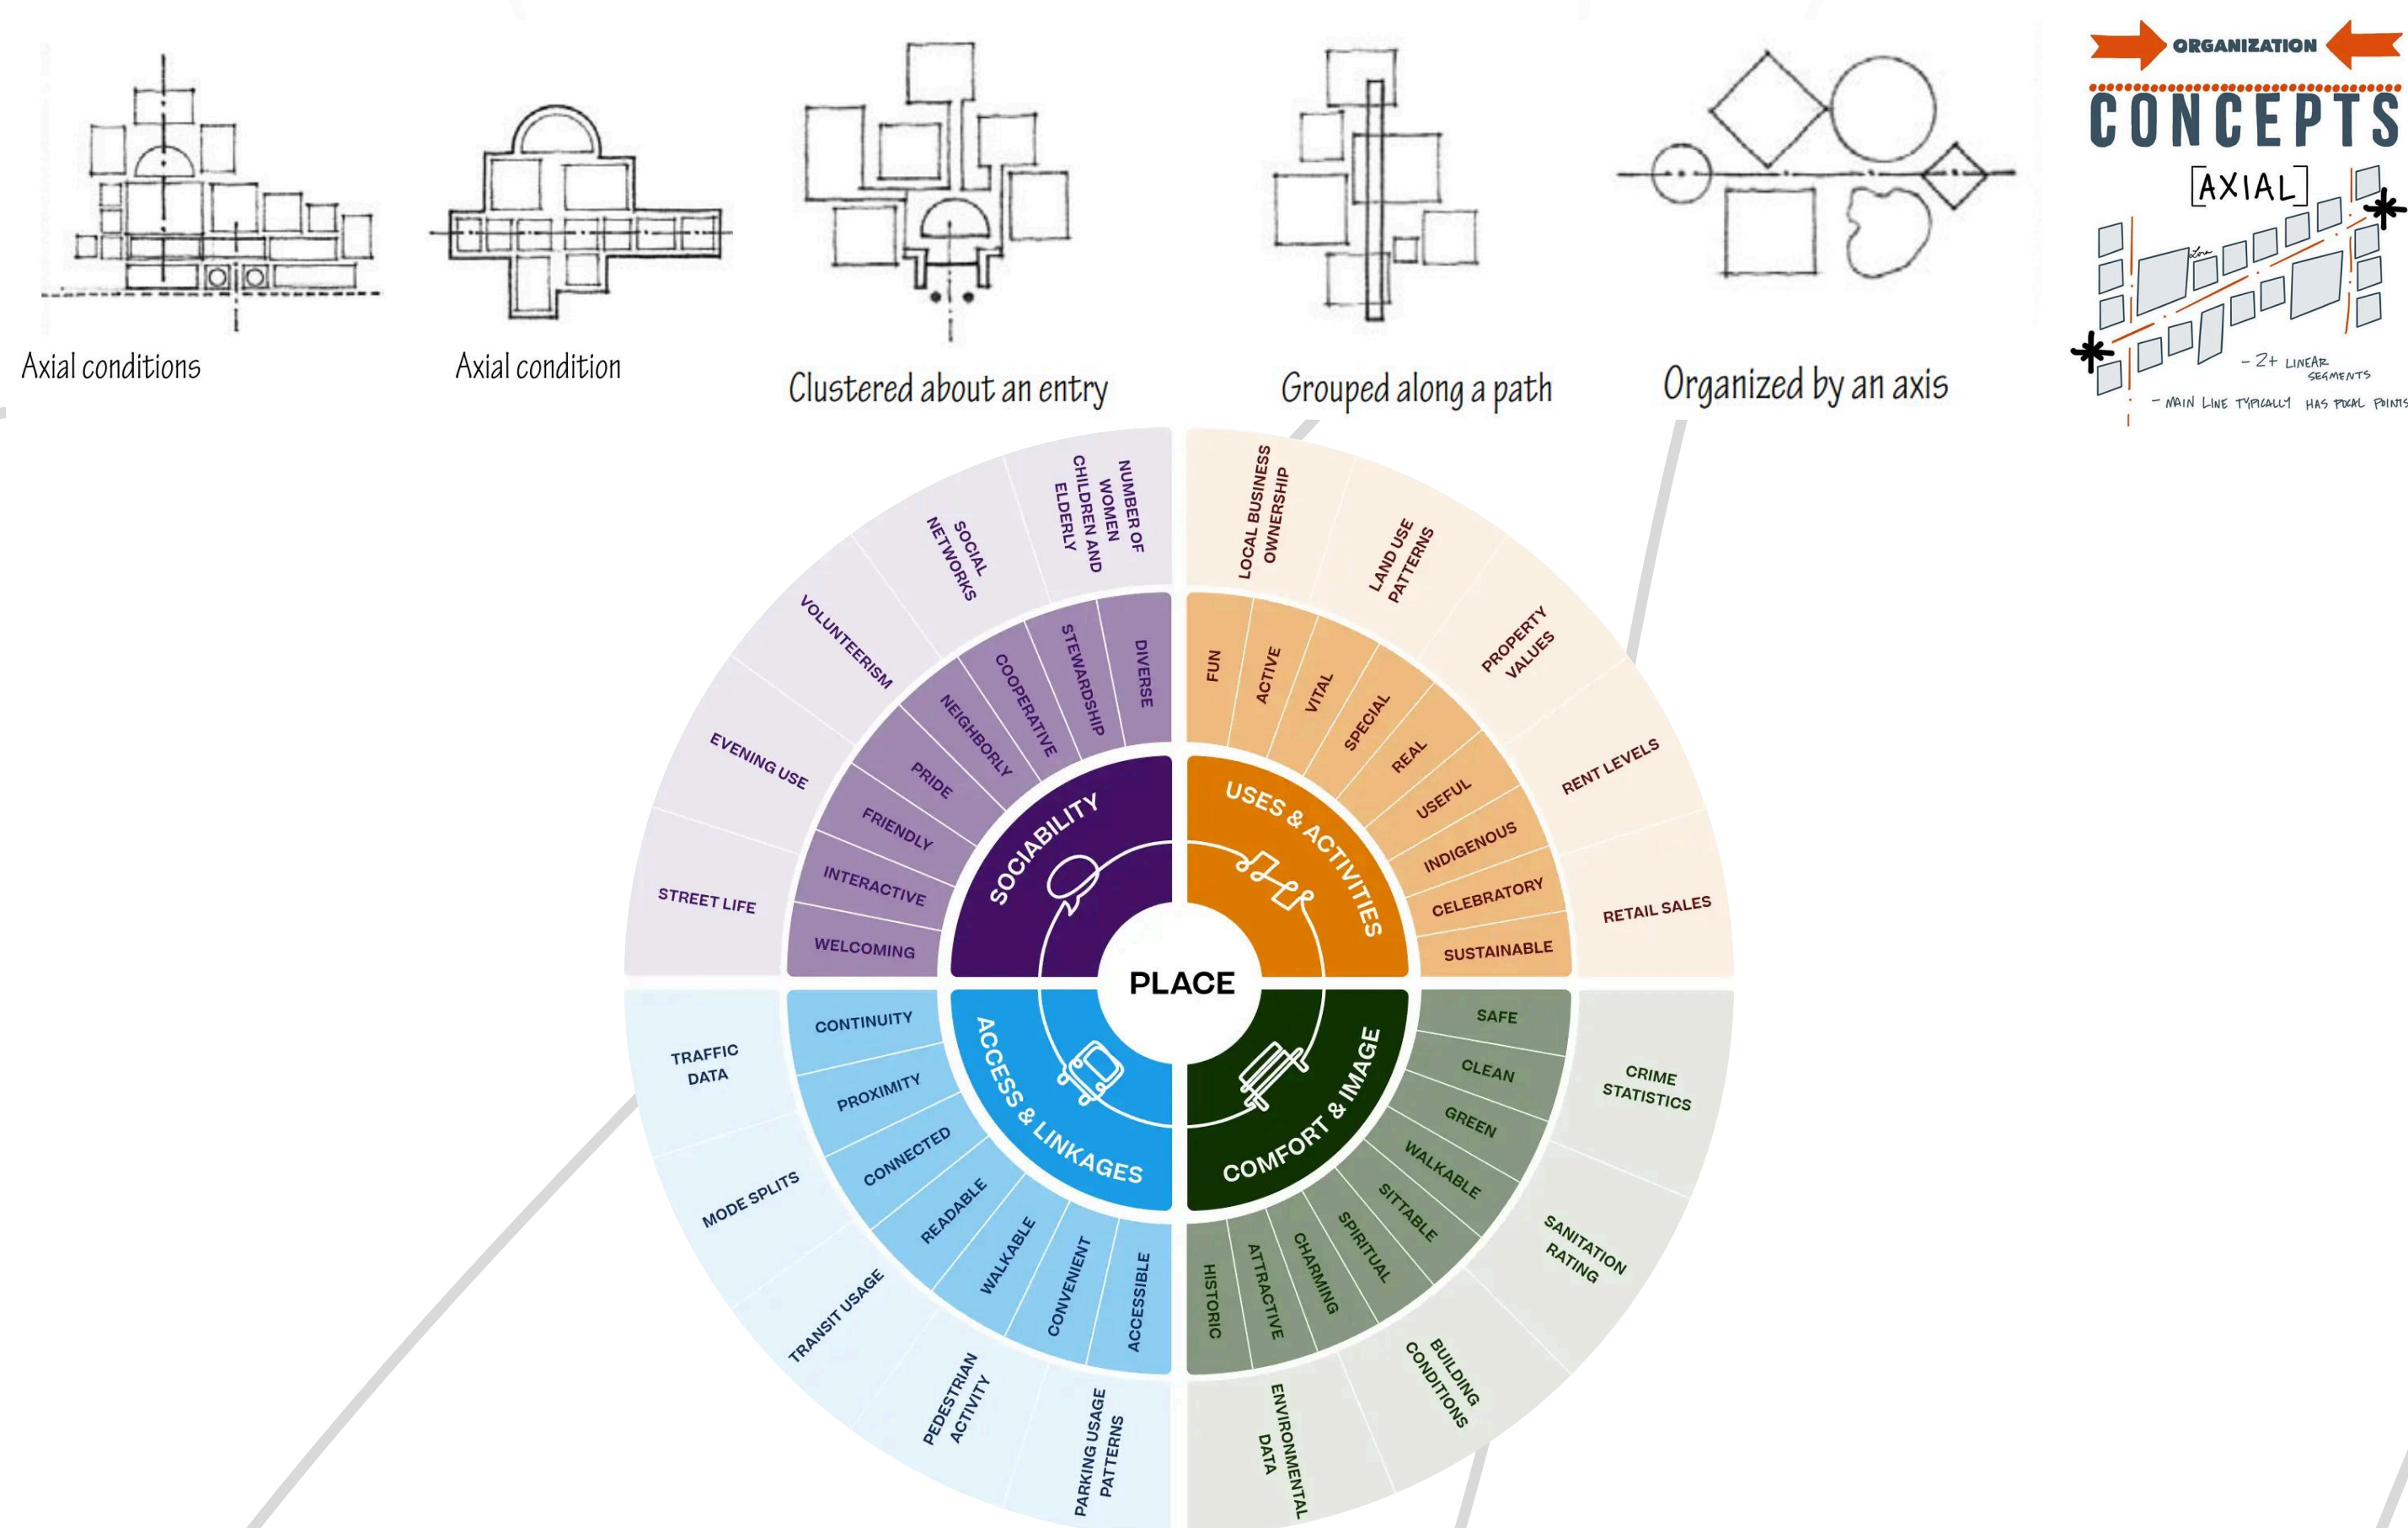 ORGANIZATION
CONCEPTS
[AXIAL]
- 2+ LINEAR
SEGMENTS
- MAIN LINE TYPICALLY HAS FOCAL POINTS
Axial conditions
Axial condition
Clustered about an entry
Grouped along a path
Organized by an axis
NUMBER OF
WOMEN
CHILDREN AND
ELDERLY
SOCIAL
NETWORKS
VOLUNTEERISM
EVENING USE
STREET LIFE
DIVERSE
STEWARDSHIP
COOPERATIVE
NEIGHBORLY
PRIDE
FRIENDLY
INTERACTIVE
WELCOMING
SOCIABILITY
LOCAL BUSINESS
OWNERSHIP
LAND USE
PATTERNS
PROPERTY
VALUES
RENT LEVELS
RETAIL SALES
FUN
ACTIVE
VITAL
SPECIAL
REAL
USEFUL
INDIGENOUS
CELEBRATORY
SUSTAINABLE
USES & ACTIVITIES
PLACE
ACCESS & LINKAGES
CONTINUITY
PROXIMITY
CONNECTED
READABLE
WALKABLE
CONVENIENT
ACCESSIBLE
TRAFFIC
DATA
MODE SPLITS
TRANSIT USAGE
PEDESTRIAN
ACTIVITY
PARKING USAGE
PATTERNS
COMFORT & IMAGE
SAFE
CLEAN
GREEN
WALKABLE
SITTABLE
SPIRITUAL
CHARMING
ATTRACTIVE
HISTORIC
CRIME
STATISTICS
SANITATION
RATING
BUILDING
CONDITIONS
ENVIRONMENTAL
DATA